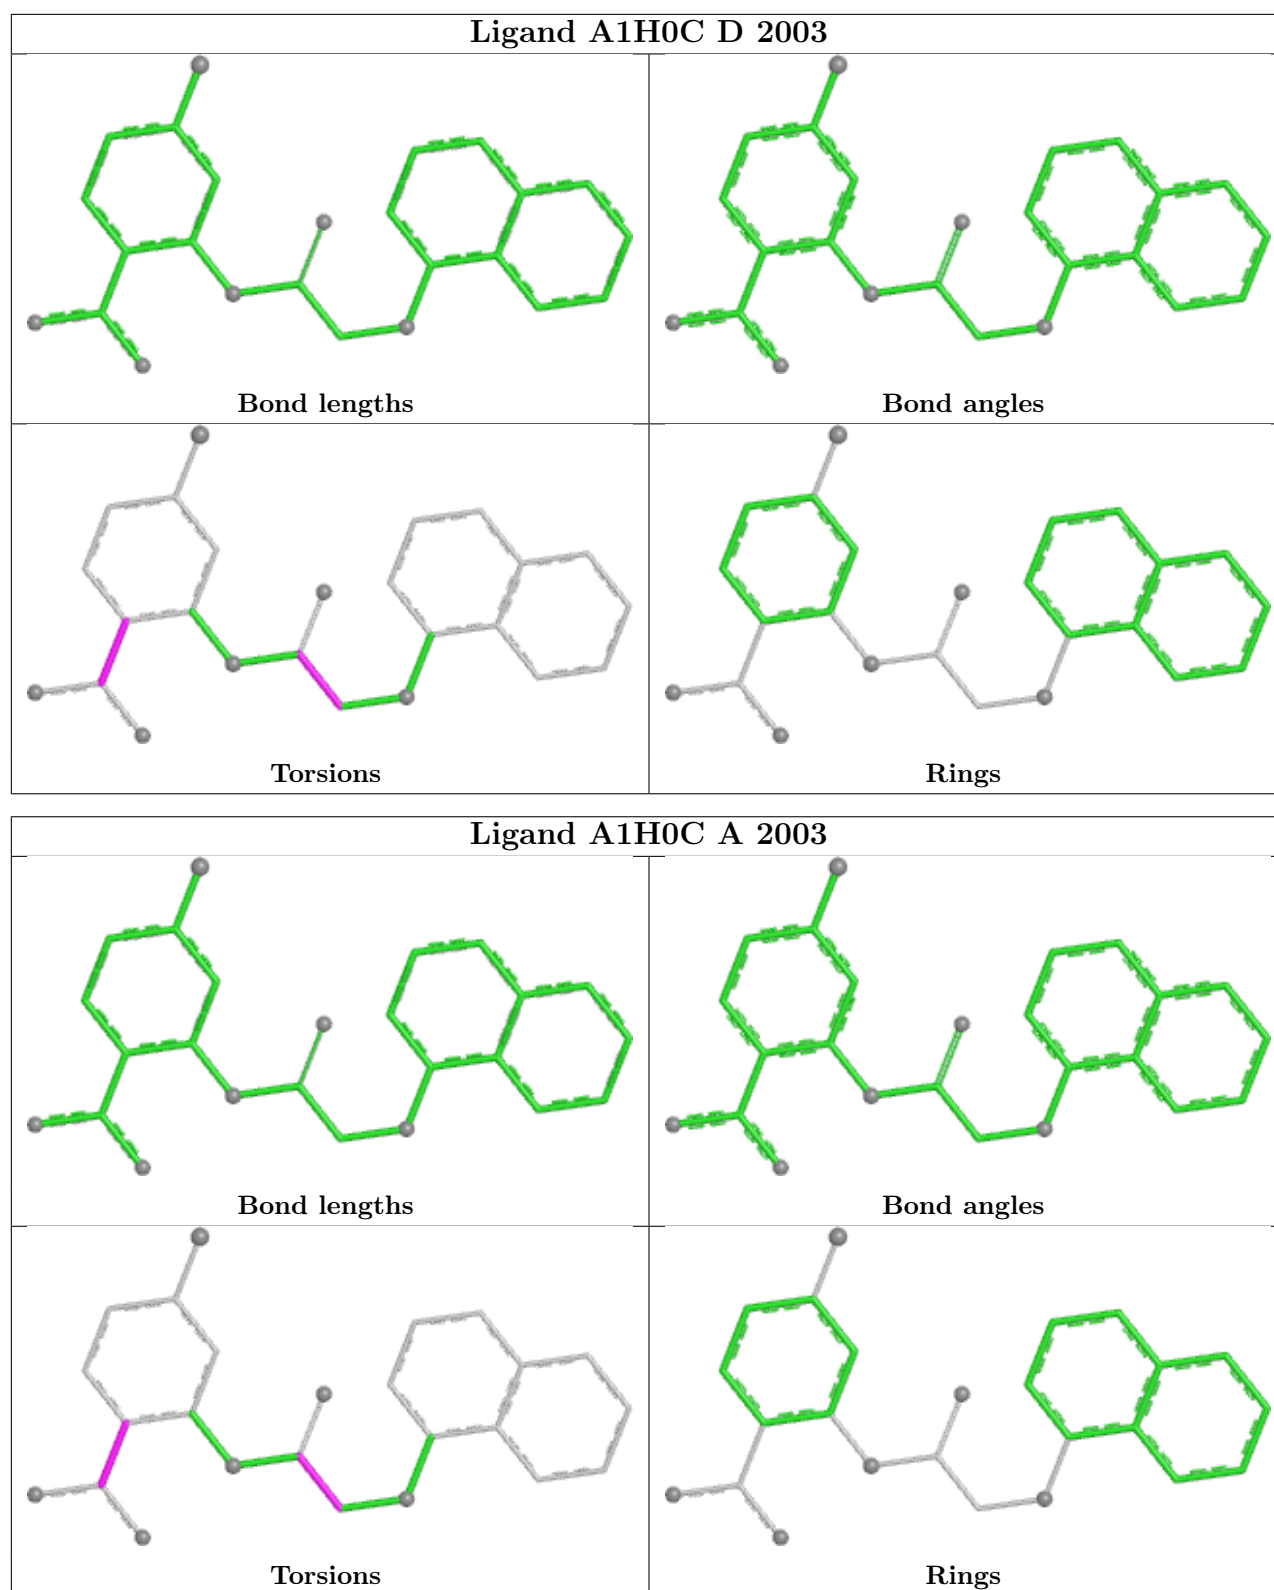 Ligand A1H0C D 2003
Bond lengths
Bond angles
Torsions
Rings
Ligand A1H0C A 2003
Bond lengths
Bond angles
Torsions
Rings